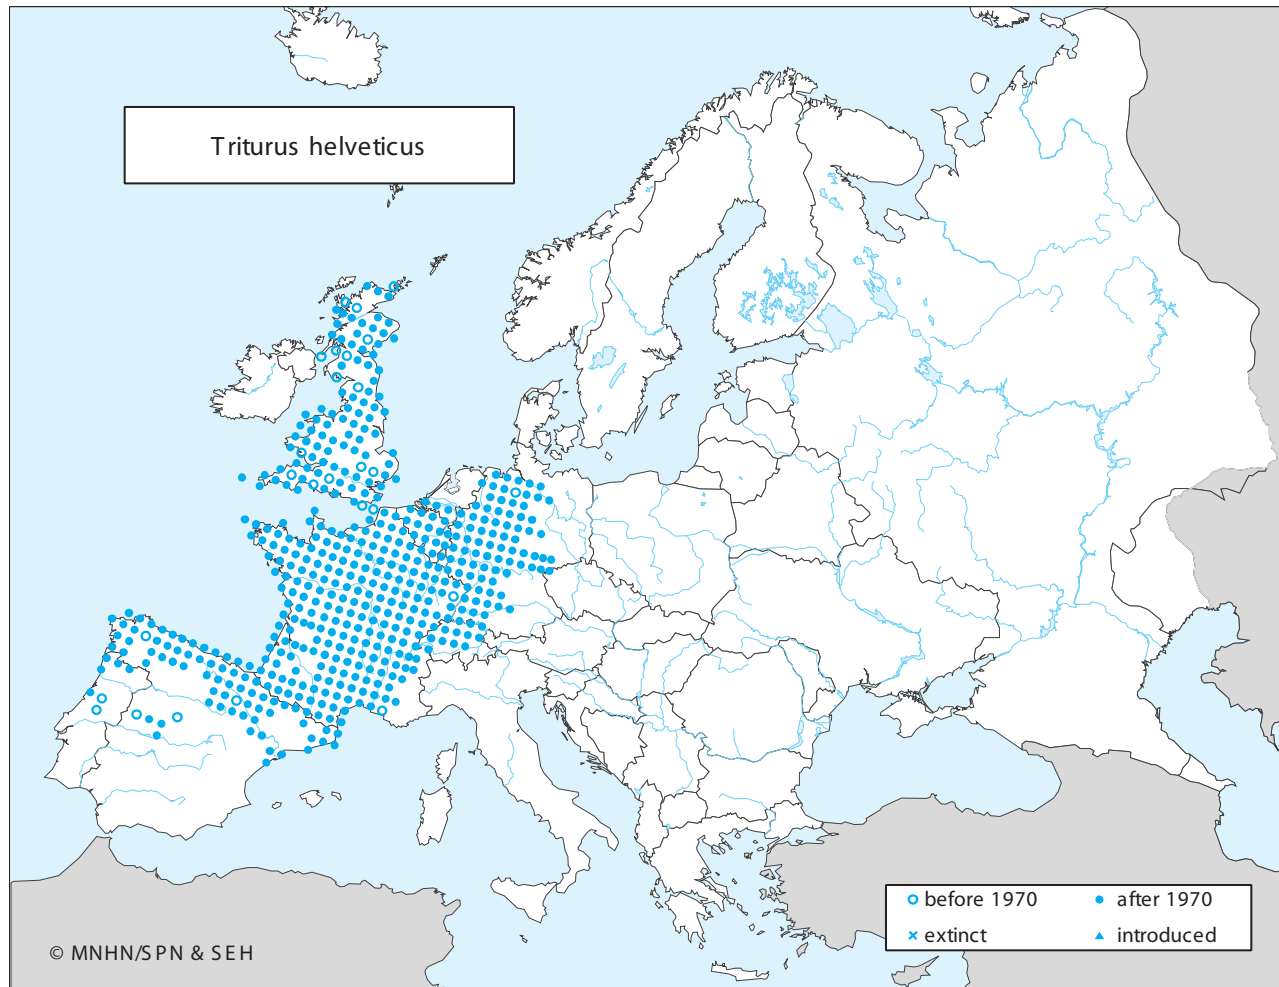 Triturus helveticus
before 1970
after 1970
extinct
introduced
© MNHN/SPN & SEH